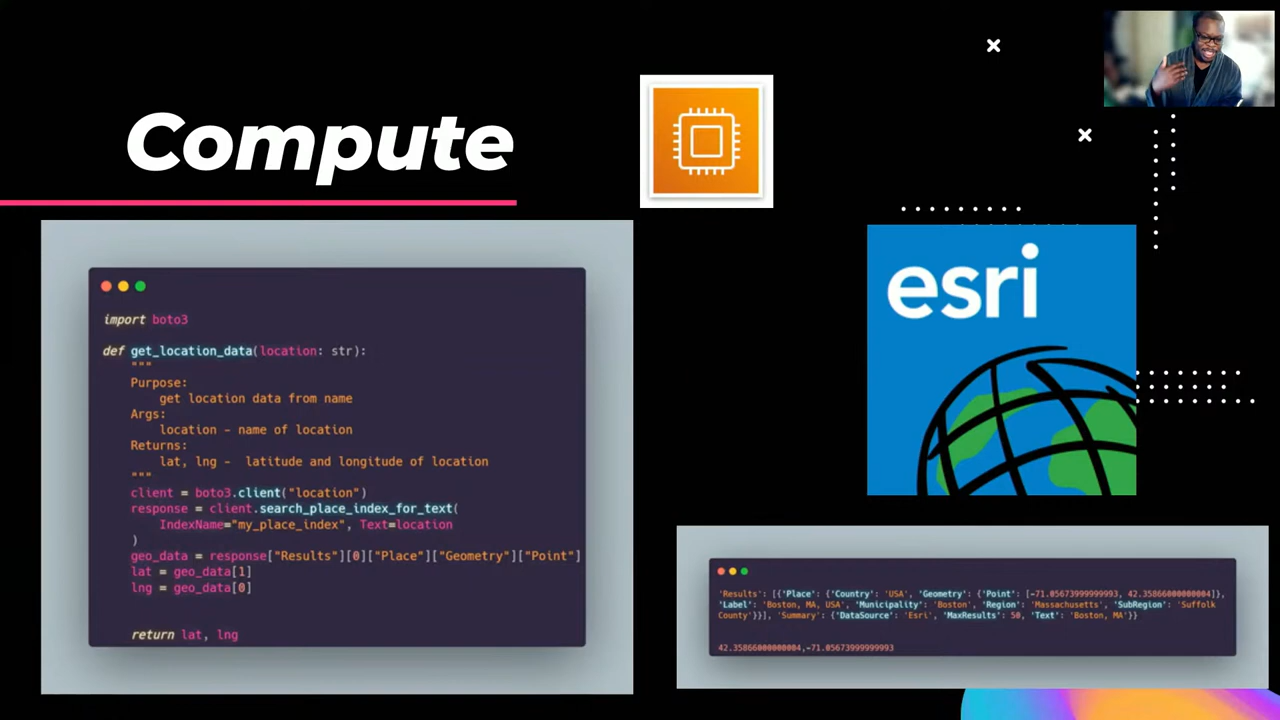 Compute
import boto3
def get_location_data(location: str):
"""
Purpose:
get location data from name
Args:
location - name of location
Returns:
lat, lng - latitude and longitude of location
"""
client = boto3.client("location")
response = client.search_place_index_for_text(
IndexName="my_place_index", Text=location
)
geo_data = response["Results"][0]["Place"]["Geometry"]["Point"]
lat = geo_data[1]
lng = geo_data[0]
return lat, lng
esri
'Results': [{'Place': {'Country': 'USA', 'Geometry': {'Point': [-71.05673999999993, 42.35866000000004]},
'Label': 'Boston, MA, USA', 'Municipality': 'Boston', 'Region': 'Massachusetts', 'SubRegion': 'Suffolk
County'}}], 'Summary': {'DataSource': 'Esri', 'MaxResults': 50, 'Text': 'Boston, MA'}}
42.35866000000004,-71.05673999999993